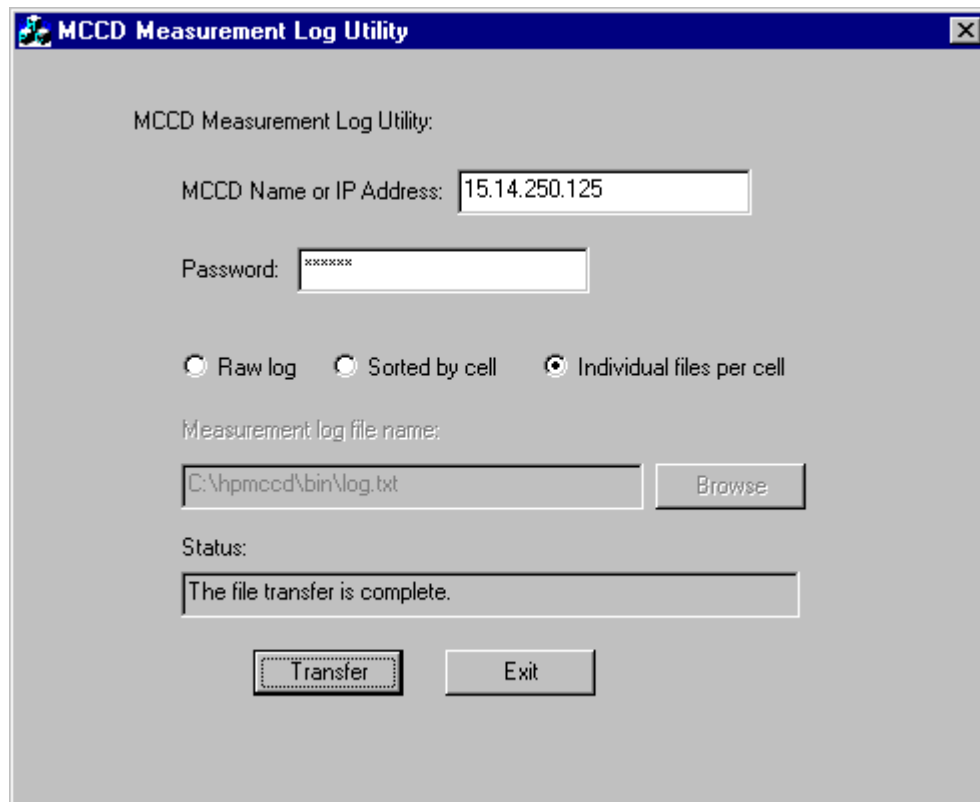 MCCD Measurement Log Utility
MCCD Measurement Log Utility:
MCCD Name or IP Address: 15.14.250.125
Password: ******
Raw log Sorted by cell Individual files per cell
Measurement log file name:
C:\hpmccd\bin\log.txt Browse
Status:
The file transfer is complete.
Transfer Exit